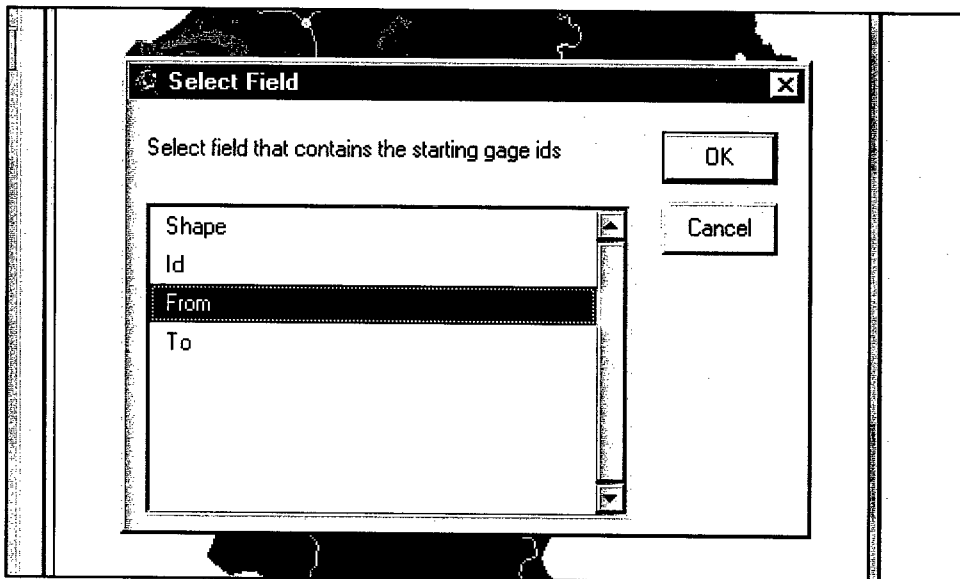 Select Field
Select field that contains the starting gage ids
OK
Cancel
Shape
Id
From
To